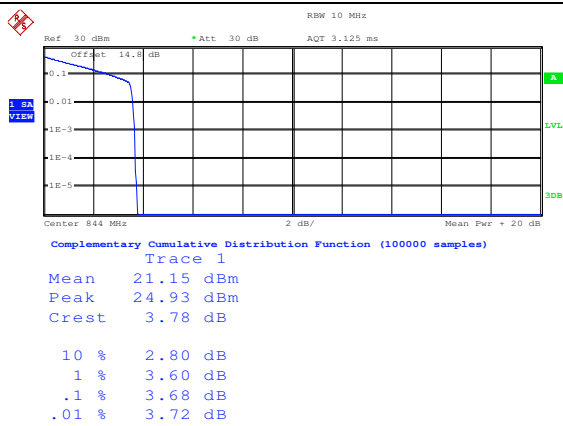 R&S
RBW 10 MHz
Ref 30 dBm *Att 30 dB AQT 3.125 ms
Offset 14.8 dB
0.1
0.01
1E-3
1E-4
1E-5
1 SA
VIEW
A
LVL
3DB
Center 844 MHz 2 dB/ Mean Pwr + 20 dB
Complementary Cumulative Distribution Function (100000 samples)
Trace 1
Mean 21.15 dBm
Peak 24.93 dBm
Crest 3.78 dB
10 % 2.80 dB
1 % 3.60 dB
.1 % 3.68 dB
.01 % 3.72 dB